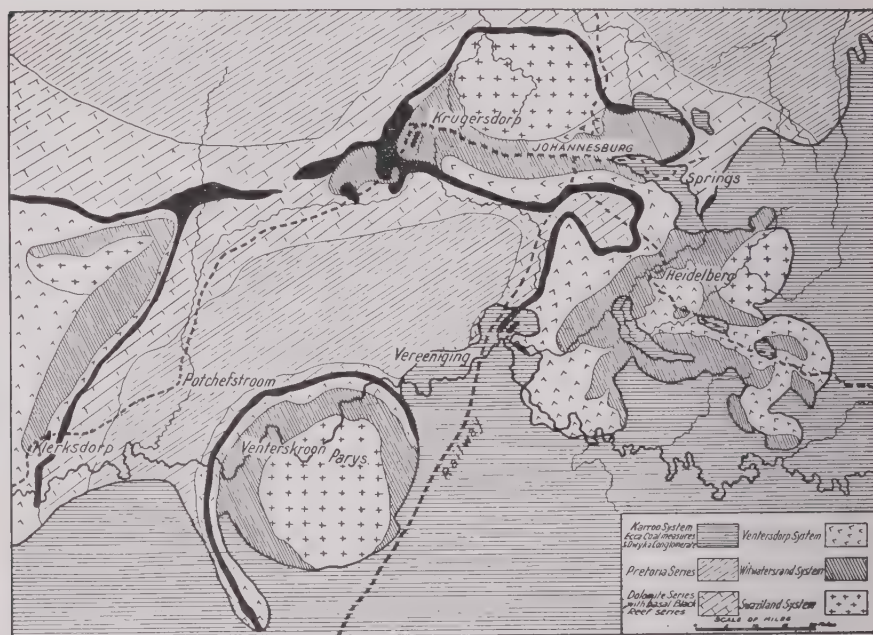 Krugersdorp
JOHANNESBURG
Springs
Heidelberg
Vereeniging
Potchefstroom
Klerksdorp
Venterskroon
Parys.
Railway
Karroo System
Ecca Coal measures
& Dwyka Conglomerate
Ventersdorp System
Pretoria Series
Witwatersrand System
Dolomite Series
with basal Black
Reef series
Swaziland System
SCALE OF MILES